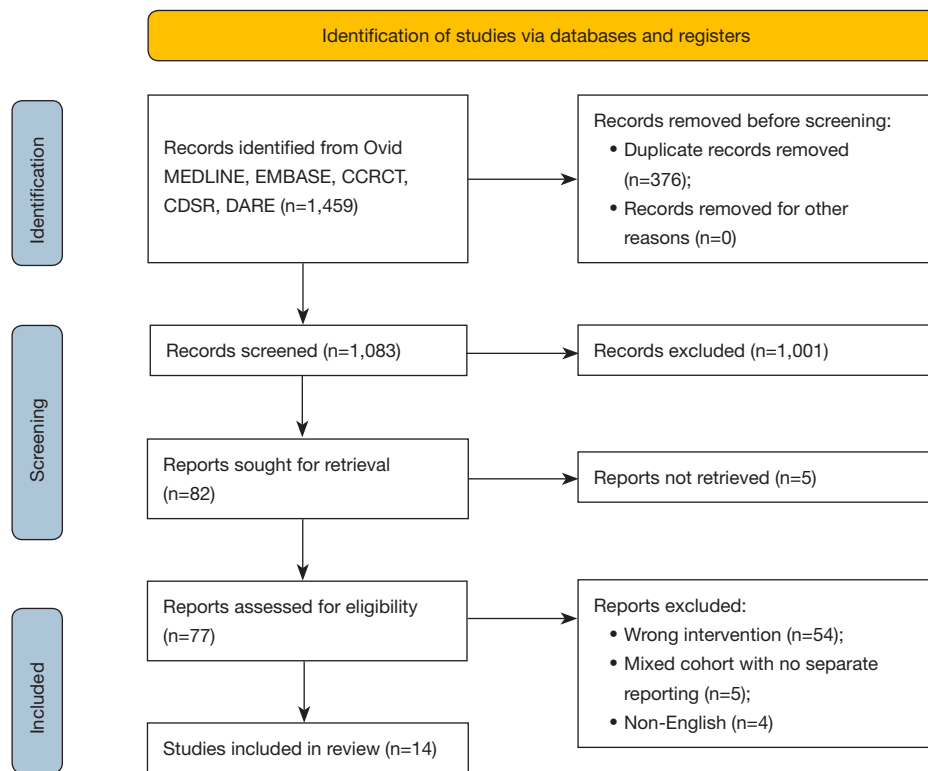 Identification of studies via databases and registers
Identification
Records identified from Ovid
MEDLINE, EMBASE, CCRCT,
CDSR, DARE (n=1,459)
Records removed before screening:
• Duplicate records removed
(n=376);
• Records removed for other
reasons (n=0)
Screening
Records screened (n=1,083)
Records excluded (n=1,001)
Reports sought for retrieval
(n=82)
Reports not retrieved (n=5)
Included
Reports assessed for eligibility
(n=77)
Reports excluded:
• Wrong intervention (n=54);
• Mixed cohort with no separate
reporting (n=5);
• Non-English (n=4)
Studies included in review (n=14)